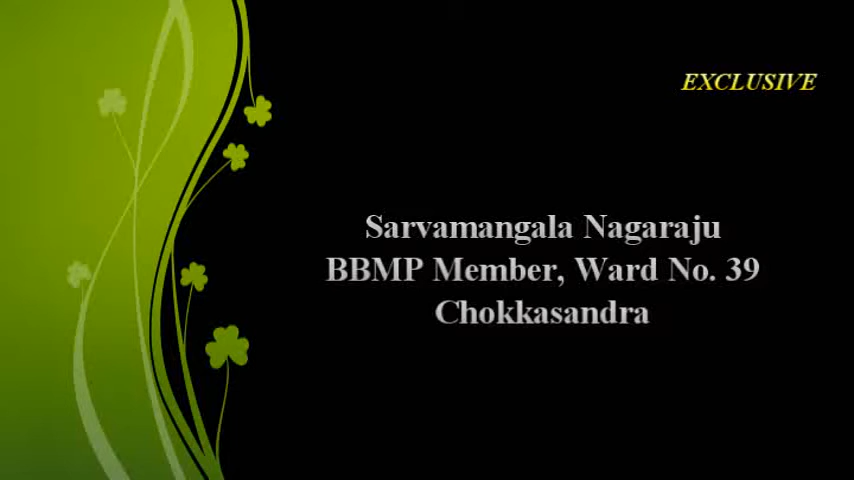 EXCLUSIVE
Sarvamangala Nagaraju
BBMP Member, Ward No. 39
Chokkasandra